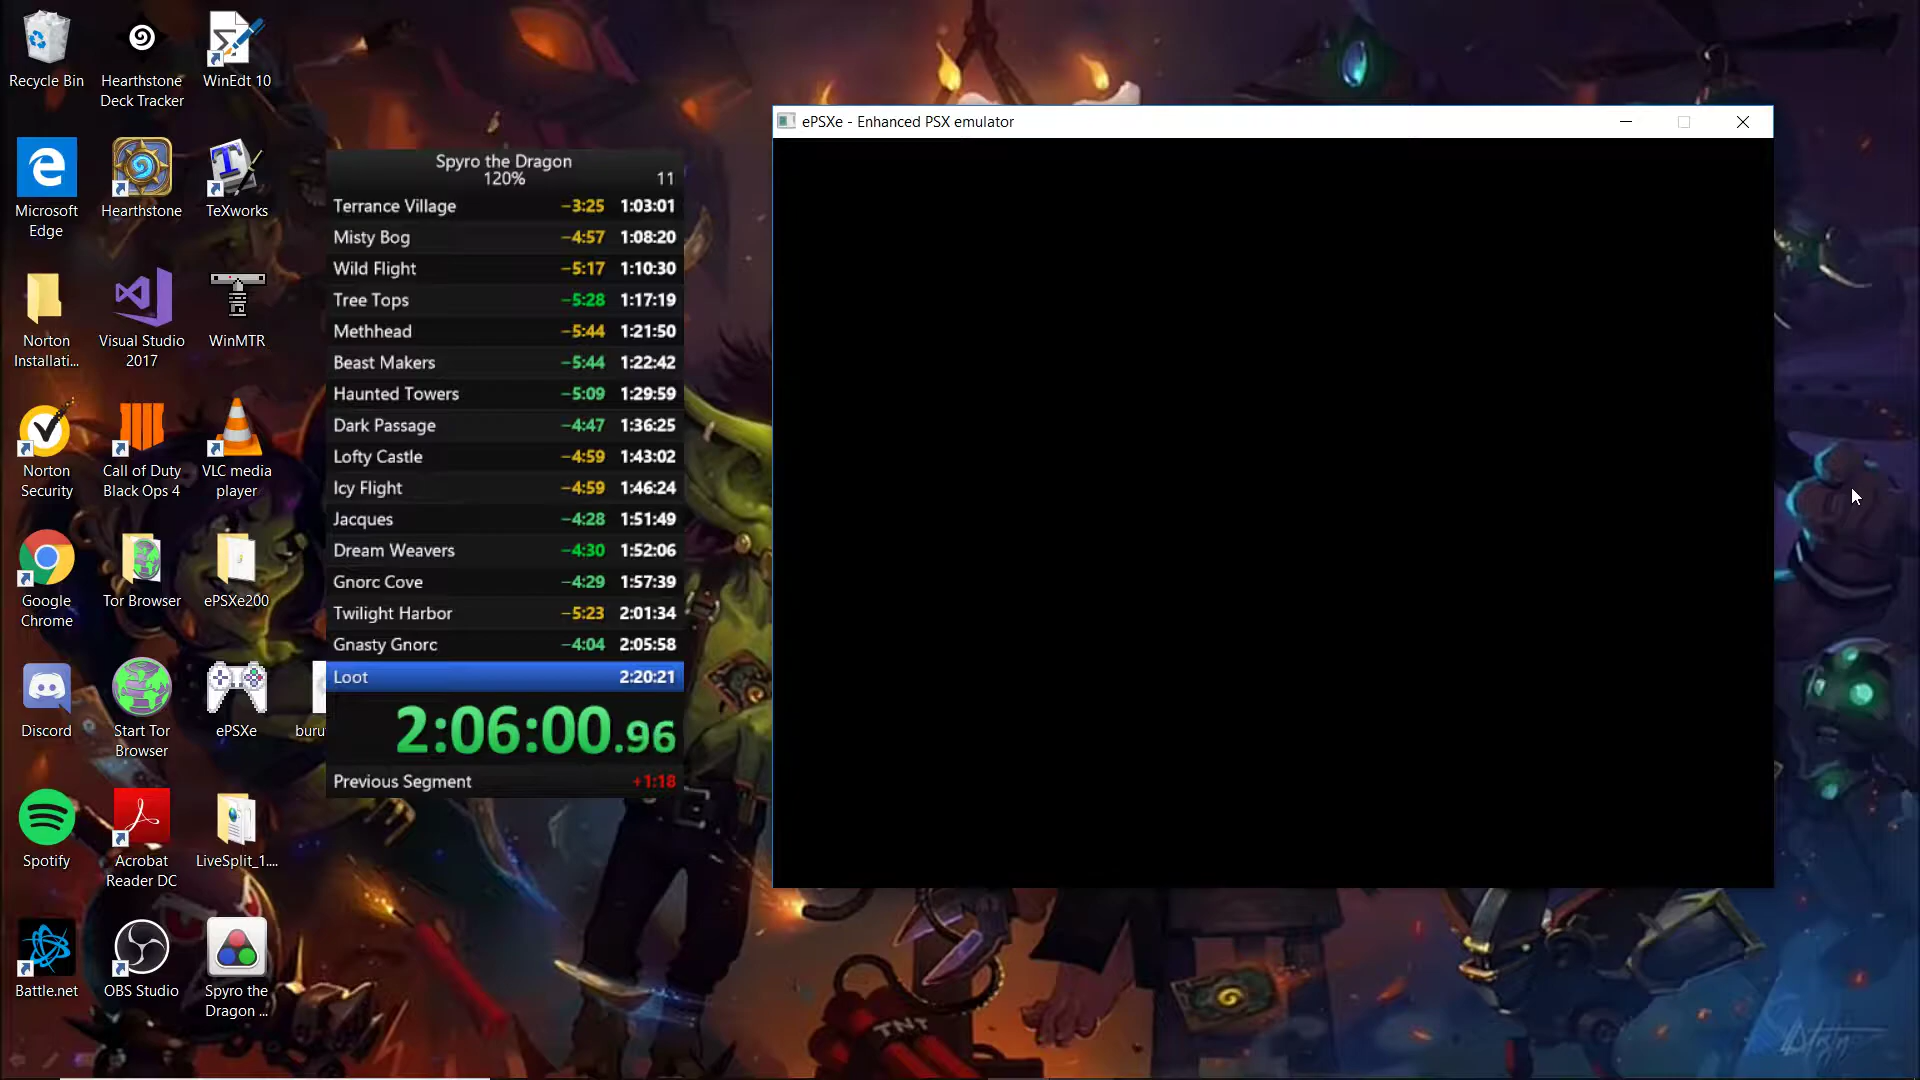 Recycle Bin
Hearthstone
Deck Tracker
WinEdt 10
Microsoft
Edge
Hearthstone
TeXworks
Norton
Installati...
Visual Studio
2017
WinMTR
Norton
Security
Call of Duty
Black Ops 4
VLC media
player
Google
Chrome
Tor Browser
ePSXe200
Discord
Start Tor
Browser
ePSXe
buru
Spotify
Acrobat
Reader DC
LiveSplit_1....
Battle.net
OBS Studio
Spyro the
Dragon ...
Spyro the Dragon
120% 11
Terrance Village −3:25 1:03:01
Misty Bog −4:57 1:08:20
Wild Flight −5:17 1:10:30
Tree Tops −5:28 1:17:19
Methhead −5:44 1:21:50
Beast Makers −5:44 1:22:42
Haunted Towers −5:09 1:29:59
Dark Passage −4:47 1:36:25
Lofty Castle −4:59 1:43:02
Icy Flight −4:59 1:46:24
Jacques −4:28 1:51:49
Dream Weavers −4:30 1:52:06
Gnorc Cove −4:29 1:57:39
Twilight Harbor −5:23 2:01:34
Gnasty Gnorc −4:04 2:05:58
Loot 2:20:21
2:06:00.96
Previous Segment +1:18
ePSXe - Enhanced PSX emulator
TNT